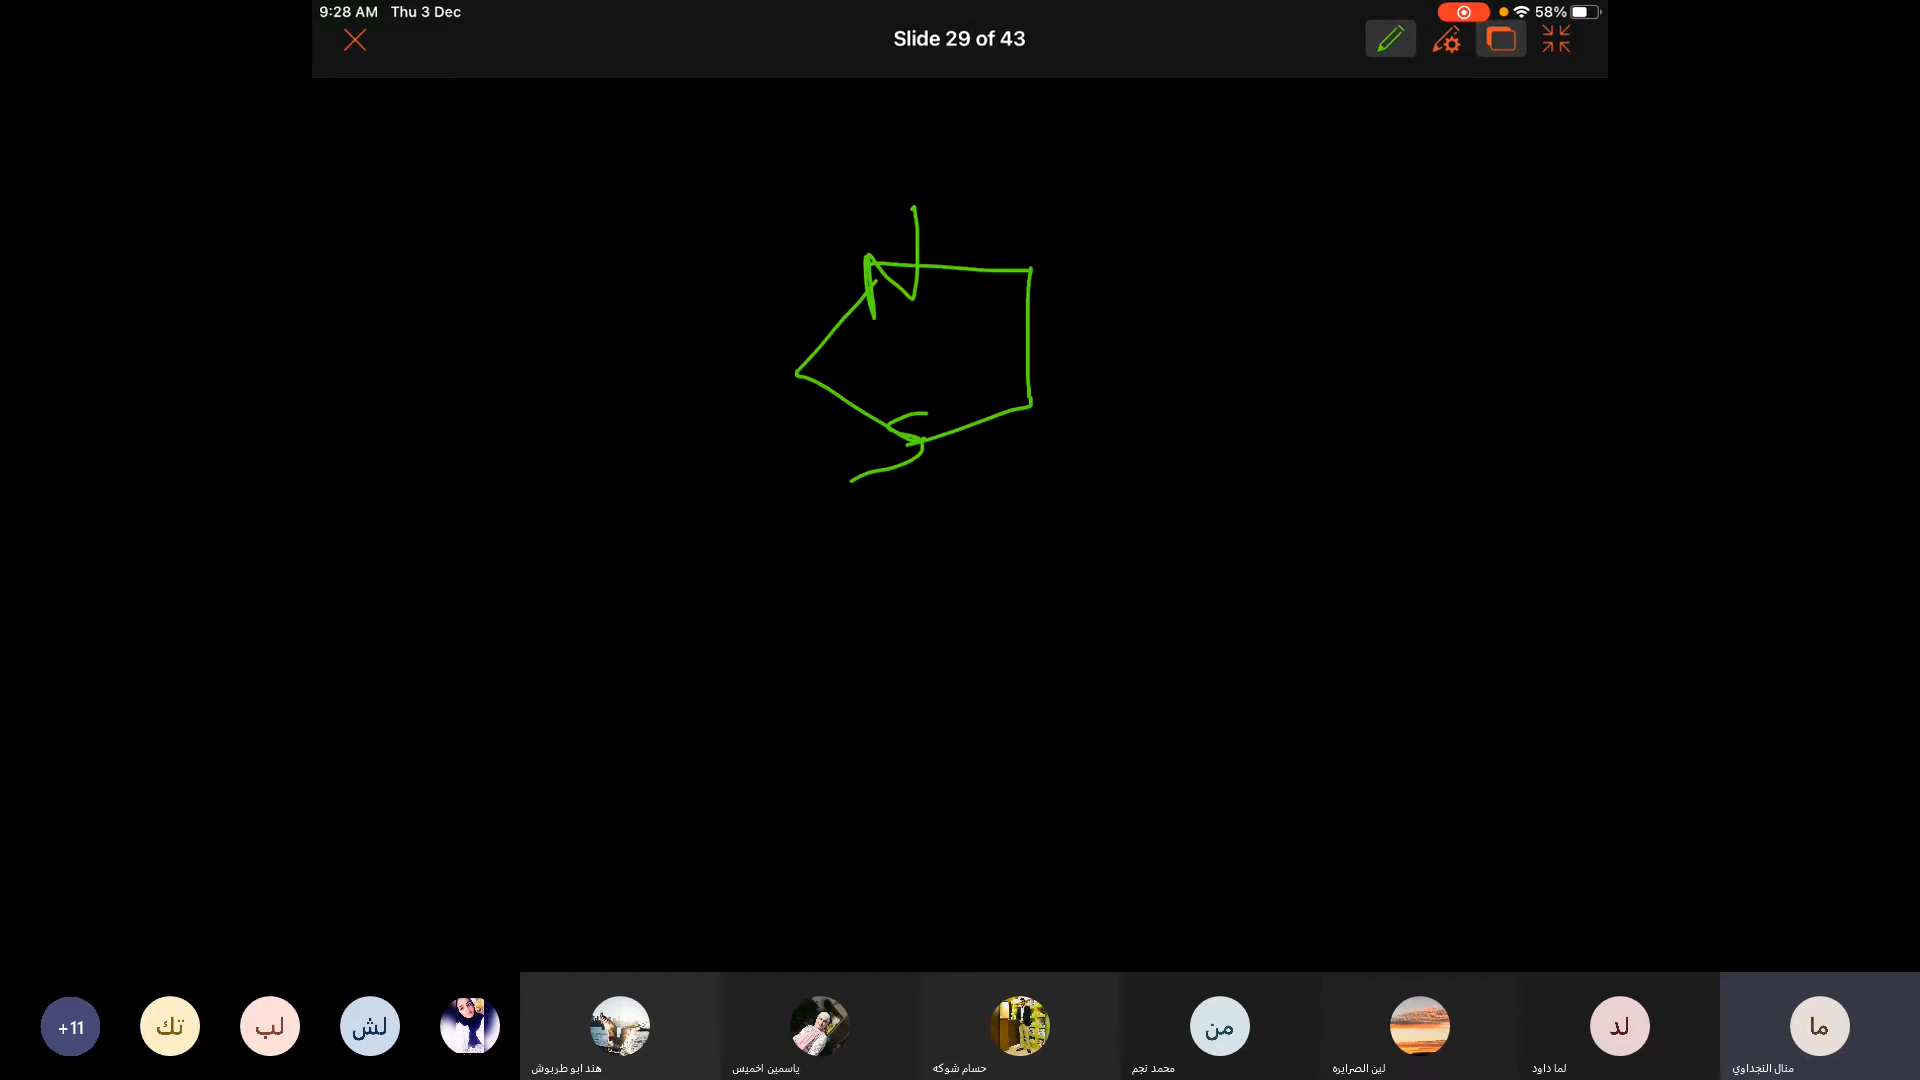 9:28 AM Thu 3 Dec
58%
Slide 29 of 43
N
S
+11
تك
لب
لش
من
لد
ما
هند ابو طربوش
ياسمين اخميس
حسام شوكه
محمد نجم
لين الصرايره
لما داود
منال النجداوي